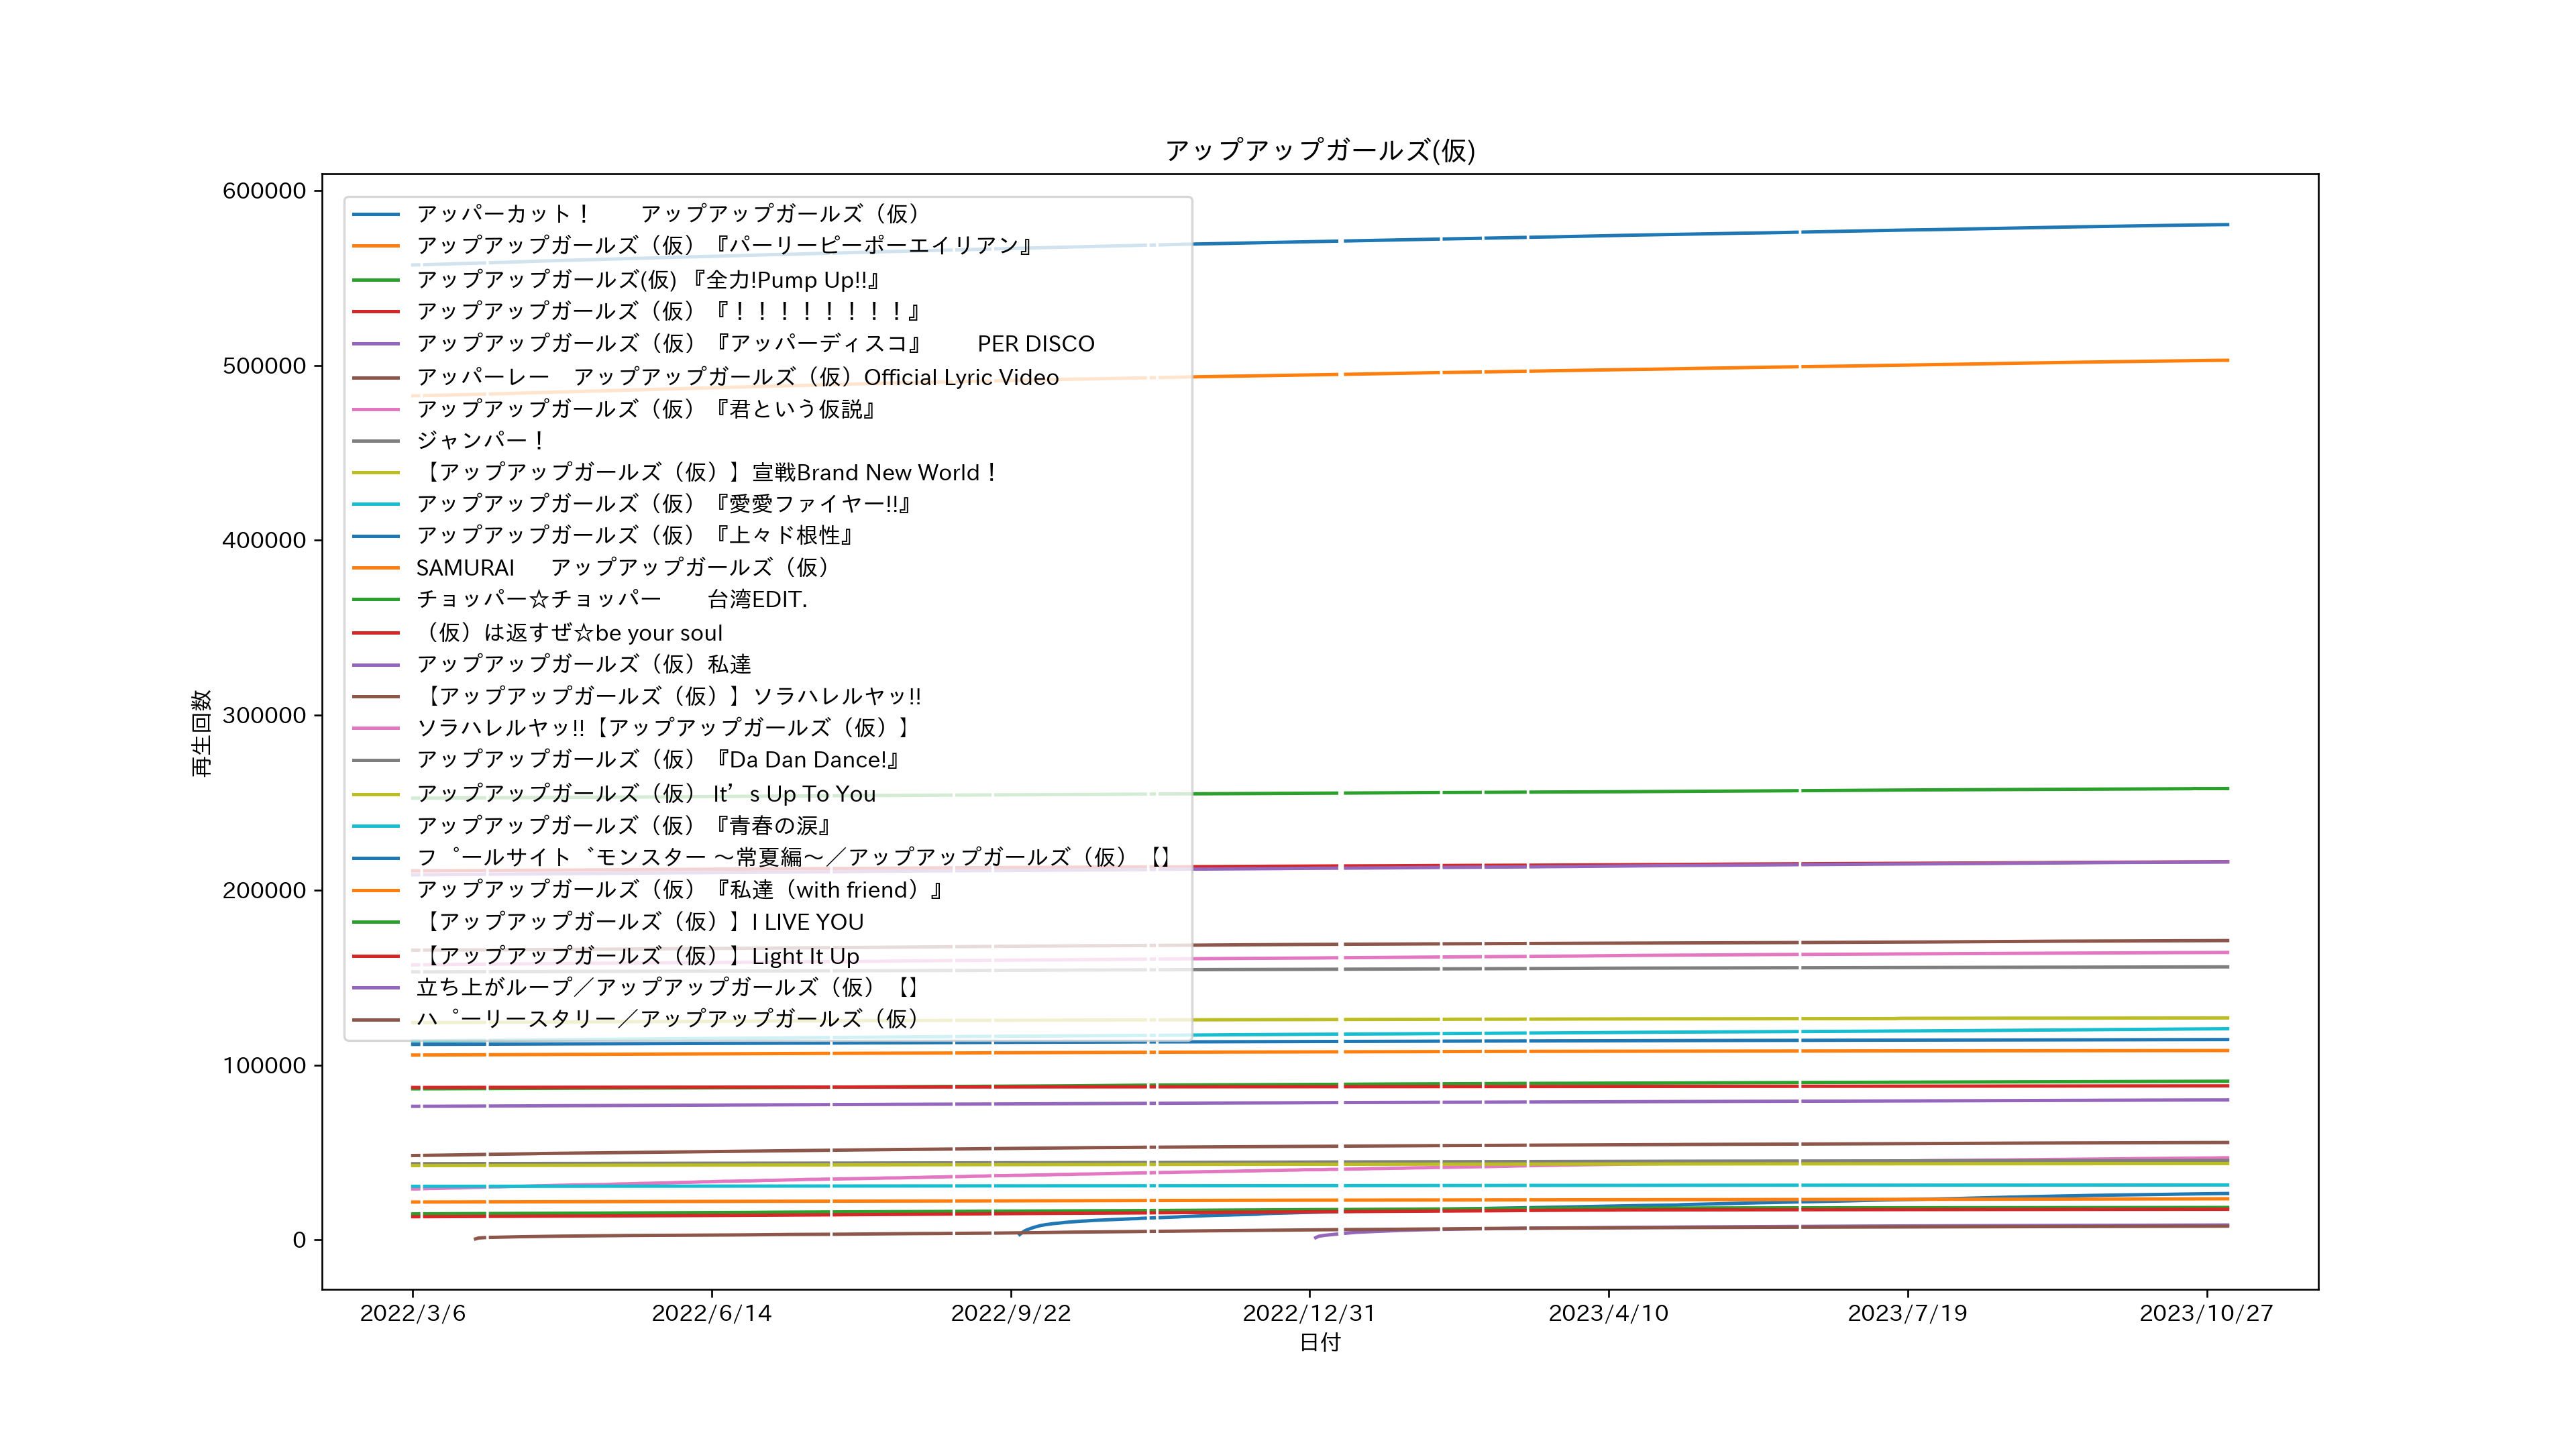 アップアップガールズ(仮)
600000
500000
400000
300000
200000
100000
0
再生回数
アッパーカット！　　アップアップガールズ（仮）
アップアップガールズ（仮）『パーリーピーポーエイリアン』
アップアップガールズ(仮) 『全力!Pump Up!!』
アップアップガールズ（仮）『！！！！！！！！』
アップアップガールズ（仮）『アッパーディスコ』　　PER DISCO
アッパーレー　アップアップガールズ（仮）Official Lyric Video
アップアップガールズ（仮）『君という仮説』
ジャンパー！
【アップアップガールズ（仮）】宣戦Brand New World！
アップアップガールズ（仮）『愛愛ファイヤー!!』
アップアップガールズ（仮）『上々ド根性』
SAMURAI　 アップアップガールズ（仮）
チョッパー☆チョッパー　　台湾EDIT.
（仮）は返すぜ☆be your soul
アップアップガールズ（仮）私達
【アップアップガールズ（仮）】ソラハレルヤッ!!
ソラハレルヤッ!!【アップアップガールズ（仮）】
アップアップガールズ（仮）『Da Dan Dance!』
アップアップガールズ（仮） It’s Up To You
アップアップガールズ（仮）『青春の涙』
フ゜ールサイト゛モンスター ～常夏編～／アップアップガールズ（仮）【】
アップアップガールズ（仮）『私達（with friend）』
【アップアップガールズ（仮）】I LIVE YOU
【アップアップガールズ（仮）】Light It Up
立ち上がループ／アップアップガールズ（仮）【】
ハ゜ーリースタリー／アップアップガールズ（仮）
2022/3/6 2022/6/14 2022/9/22 2022/12/31 2023/4/10 2023/7/19 2023/10/27
日付